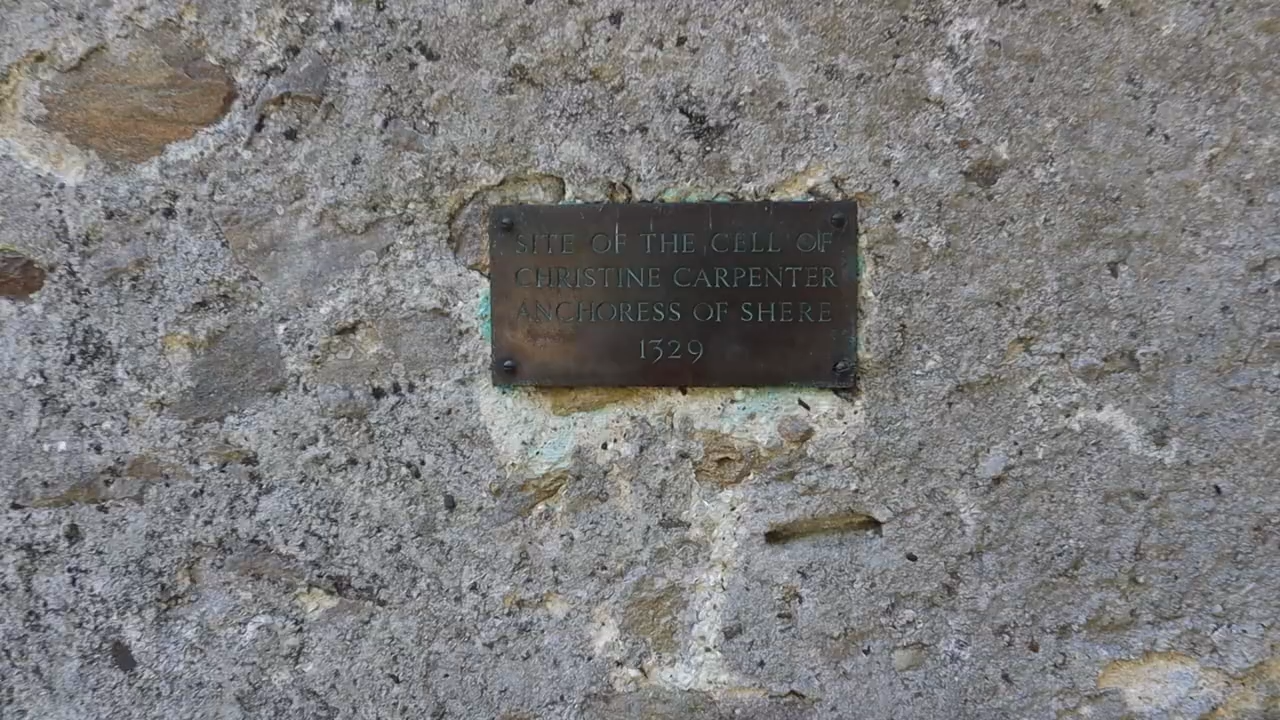 SITE OF THE CELL OF
CHRISTINE CARPENTER
ANCHORESS OF SHERE
1329